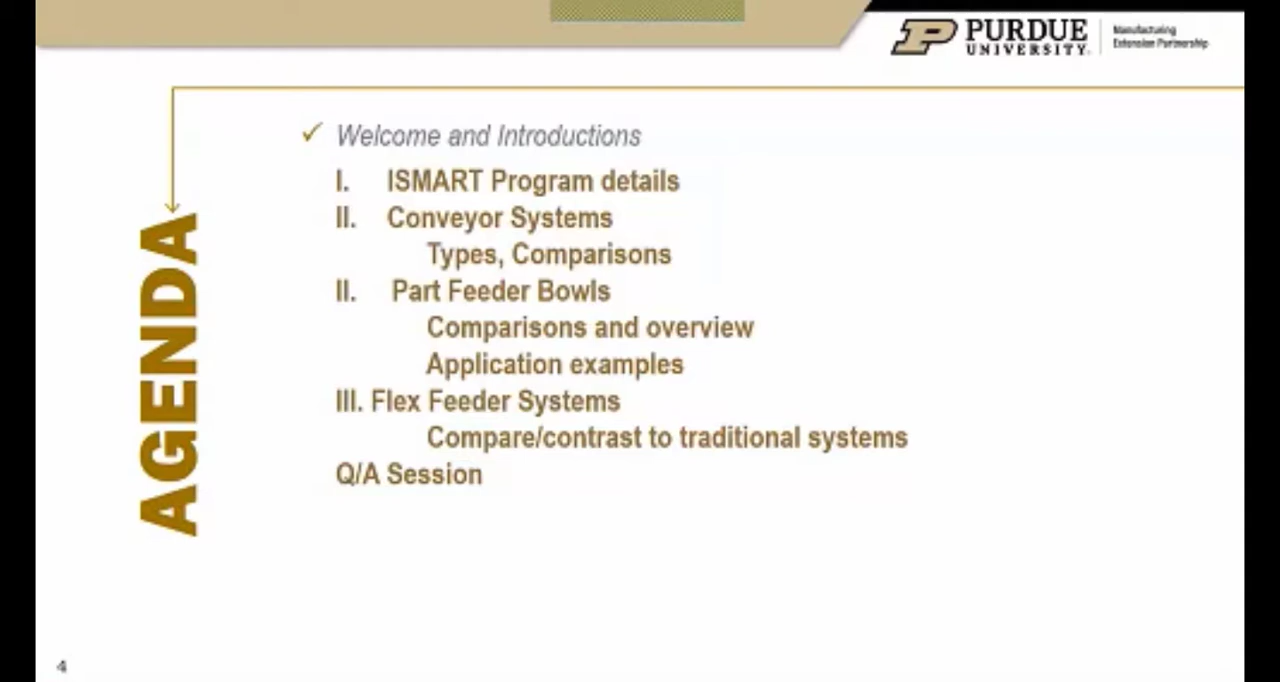 PURDUE
UNIVERSITY
Manufacturing
Extension Partnership
AGENDA
✓ Welcome and Introductions
I. ISMART Program details
II. Conveyor Systems
Types, Comparisons
II. Part Feeder Bowls
Comparisons and overview
Application examples
III. Flex Feeder Systems
Compare/contrast to traditional systems
Q/A Session
4